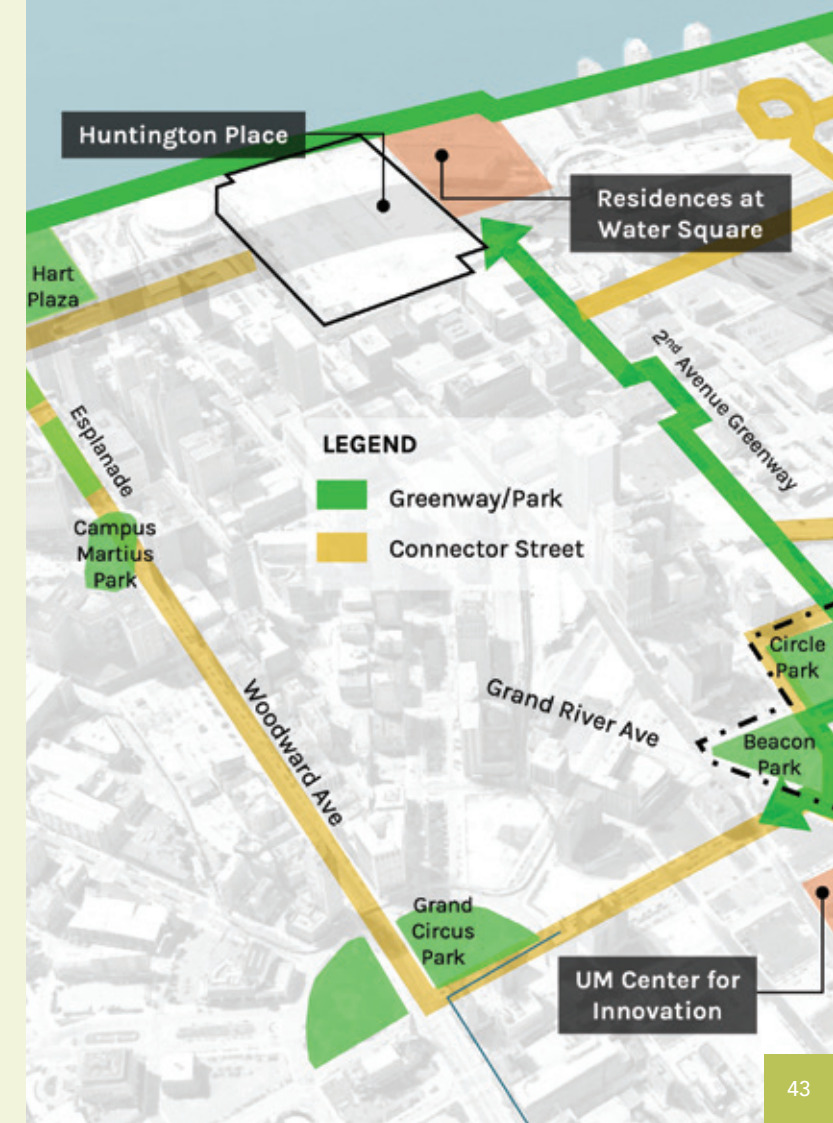 Huntington Place
Residences at
Water Square
Hart
Plaza
2nd Avenue Greenway
Esplanade
LEGEND
Greenway/Park
Connector Street
Campus
Martius
Park
Circle
Park
Woodward Ave
Grand River Ave
Beacon
Park
Grand
Circus
Park
UM Center for
Innovation
43